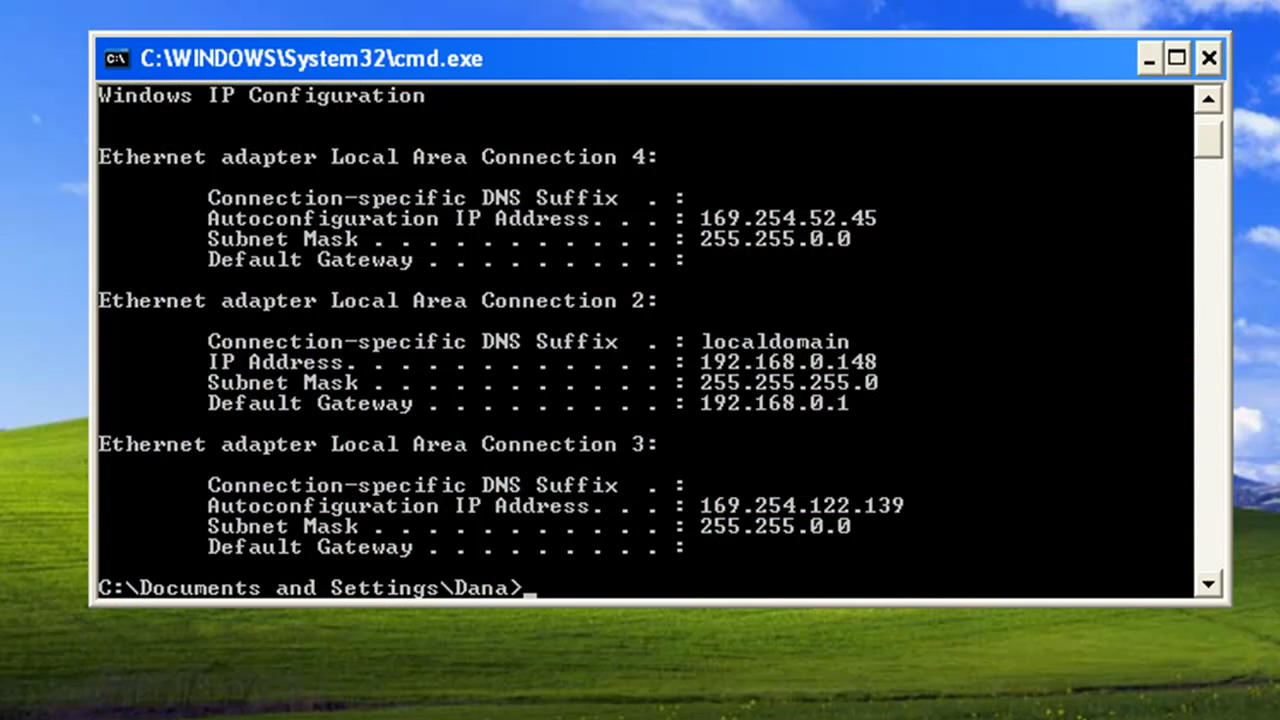 C:\WINDOWS\System32\cmd.exe
Windows IP Configuration
Ethernet adapter Local Area Connection 4:
Connection-specific DNS Suffix . :
Autoconfiguration IP Address. . . : 169.254.52.45
Subnet Mask . . . . . . . . . . . : 255.255.0.0
Default Gateway . . . . . . . . . :
Ethernet adapter Local Area Connection 2:
Connection-specific DNS Suffix . : localdomain
IP Address. . . . . . . . . . . . : 192.168.0.148
Subnet Mask . . . . . . . . . . . : 255.255.255.0
Default Gateway . . . . . . . . . : 192.168.0.1
Ethernet adapter Local Area Connection 3:
Connection-specific DNS Suffix . :
Autoconfiguration IP Address. . . : 169.254.122.139
Subnet Mask . . . . . . . . . . . : 255.255.0.0
Default Gateway . . . . . . . . . :
C:\Documents and Settings\Dana>_